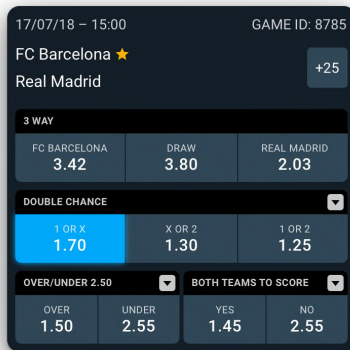 17/07/18 – 15:00 GAME ID: 8785
FC Barcelona
Real Madrid
+25
3 WAY
FC BARCELONA DRAW REAL MADRID
3.42 3.80 2.03
DOUBLE CHANCE
1 OR X X OR 2 1 OR 2
1.70 1.30 1.25
OVER/UNDER 2.50 BOTH TEAMS TO SCORE
OVER UNDER YES NO
1.50 2.55 1.45 2.55